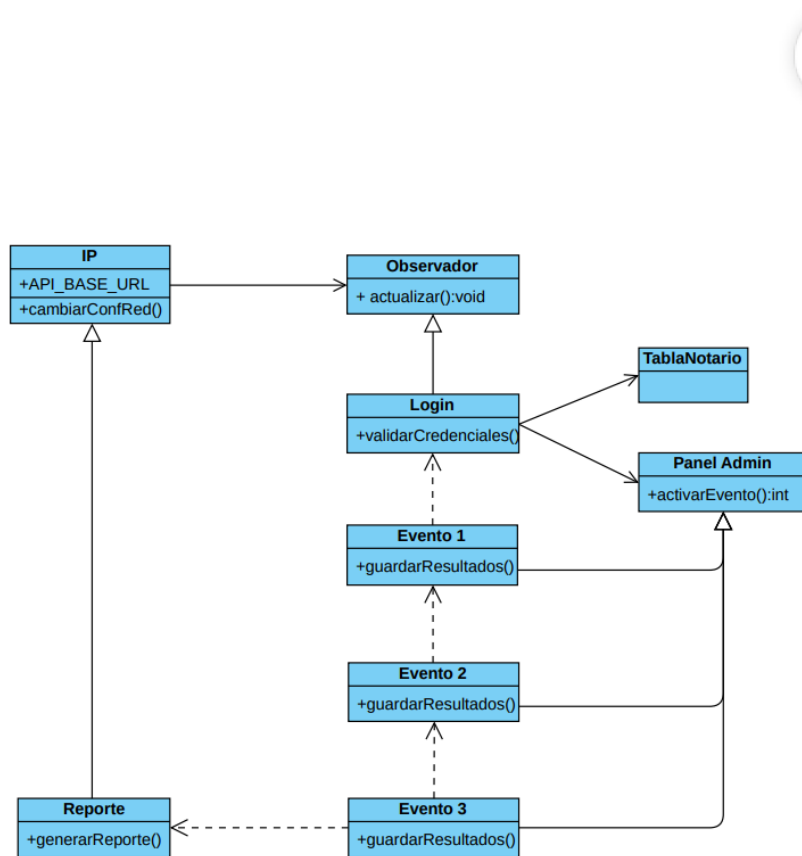 IP
+API_BASE_URL
+cambiarConfRed()
Observador
+ actualizar():void
TablaNotario
Login
+validarCredenciales()
Panel Admin
+activarEvento():int
Evento 1
+guardarResultados()
Evento 2
+guardarResultados()
Reporte
+generarReporte()
Evento 3
+guardarResultados()